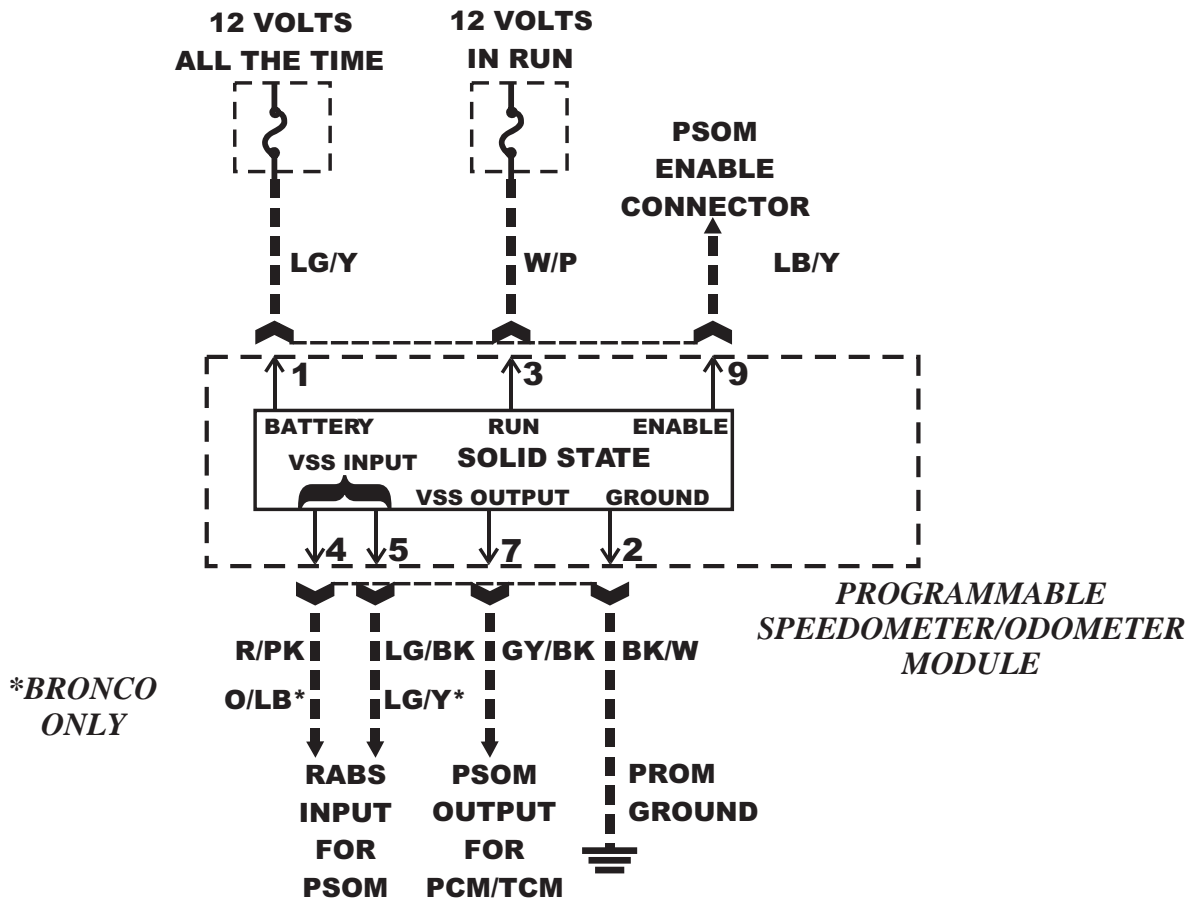 12 VOLTS
ALL THE TIME
12 VOLTS
IN RUN
PSOM
ENABLE
CONNECTOR
LG/Y
W/P
LB/Y
1
3
9
BATTERY
RUN
ENABLE
VSS INPUT
SOLID STATE
VSS OUTPUT
GROUND
4
5
7
2
PROGRAMMABLE
SPEEDOMETER/ODOMETER
MODULE
R/PK
LG/BK
GY/BK
BK/W
*BRONCO
ONLY
O/LB*
LG/Y*
RABS
INPUT
FOR
PSOM
PSOM
OUTPUT
FOR
PCM/TCM
PROM
GROUND